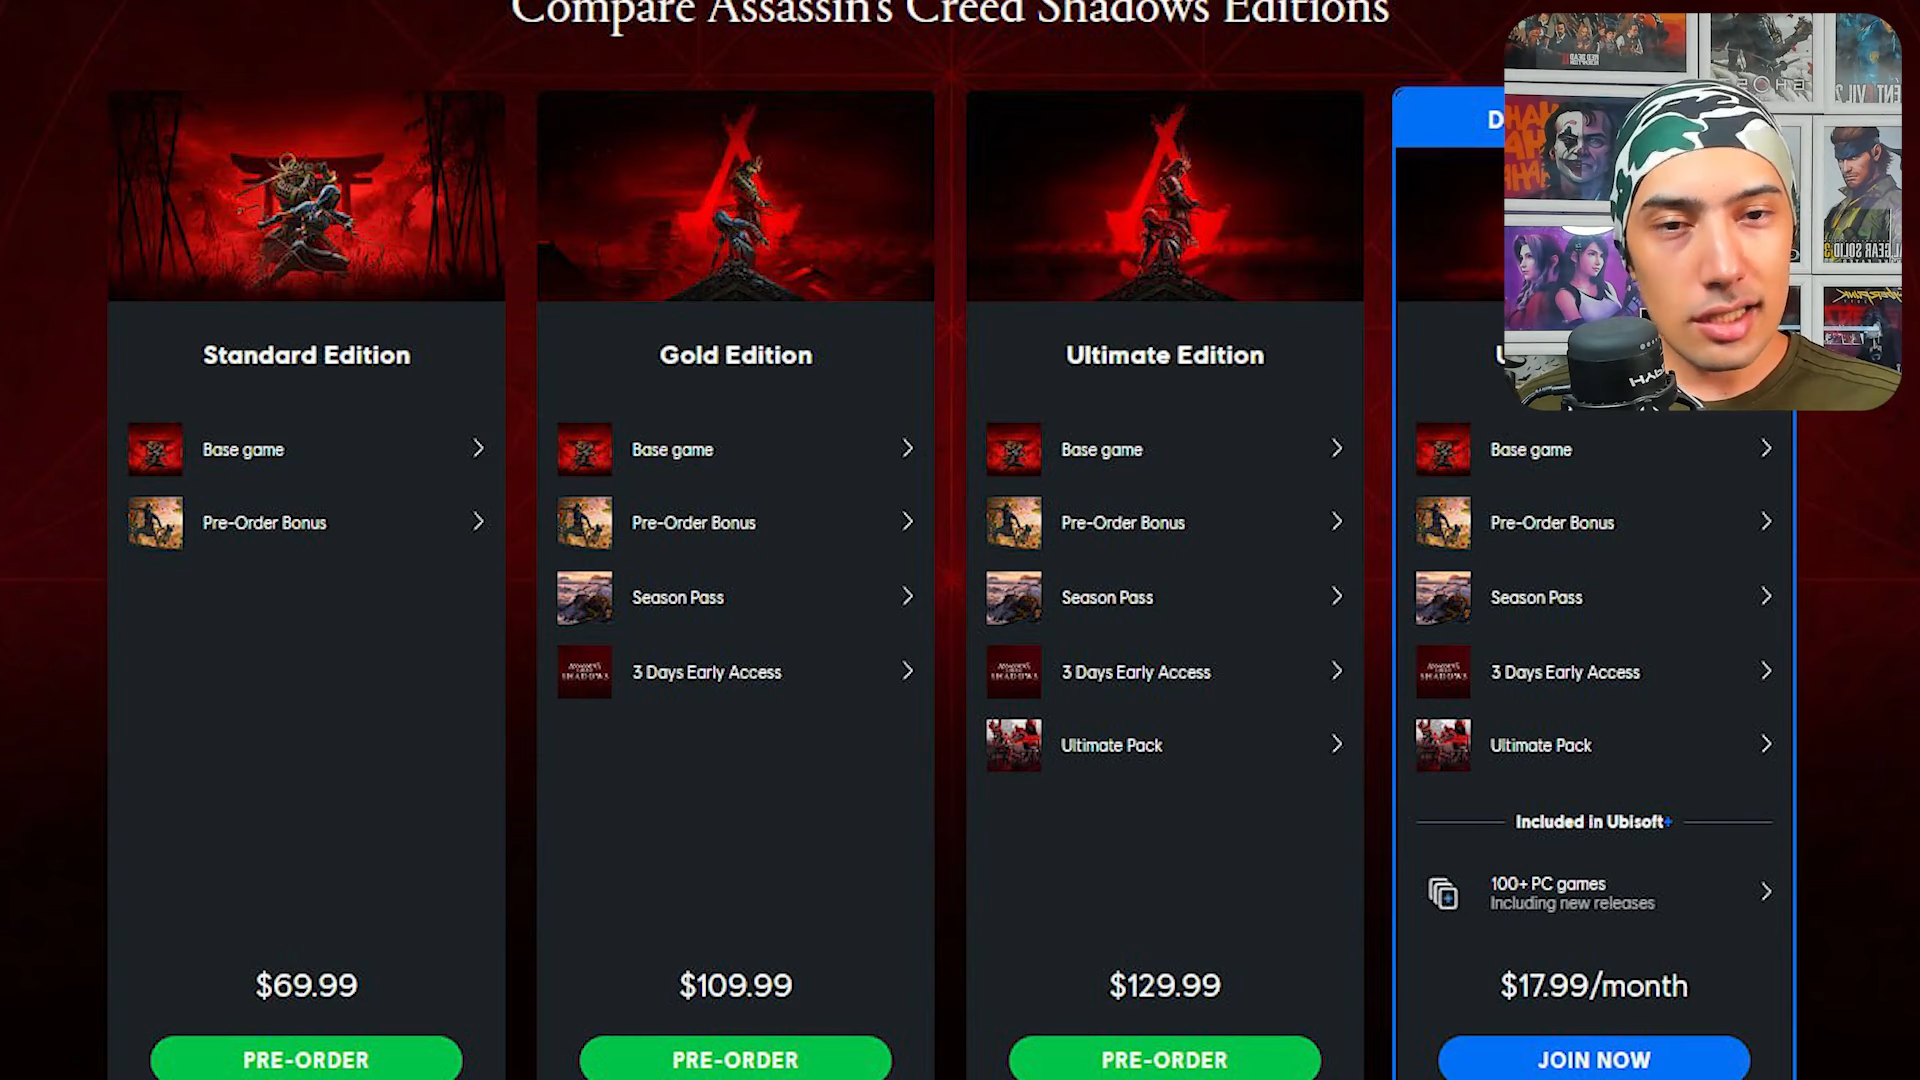 Compare Assassin's Creed Shadows Editions
Standard Edition
Base game
Pre-Order Bonus
$69.99
PRE-ORDER
Gold Edition
Base game
Pre-Order Bonus
Season Pass
3 Days Early Access
$109.99
PRE-ORDER
Ultimate Edition
Base game
Pre-Order Bonus
Season Pass
3 Days Early Access
Ultimate Pack
$129.99
PRE-ORDER
D
U
Base game
Pre-Order Bonus
Season Pass
3 Days Early Access
Ultimate Pack
Included in Ubisoft+
100+ PC games
Including new releases
$17.99/month
JOIN NOW